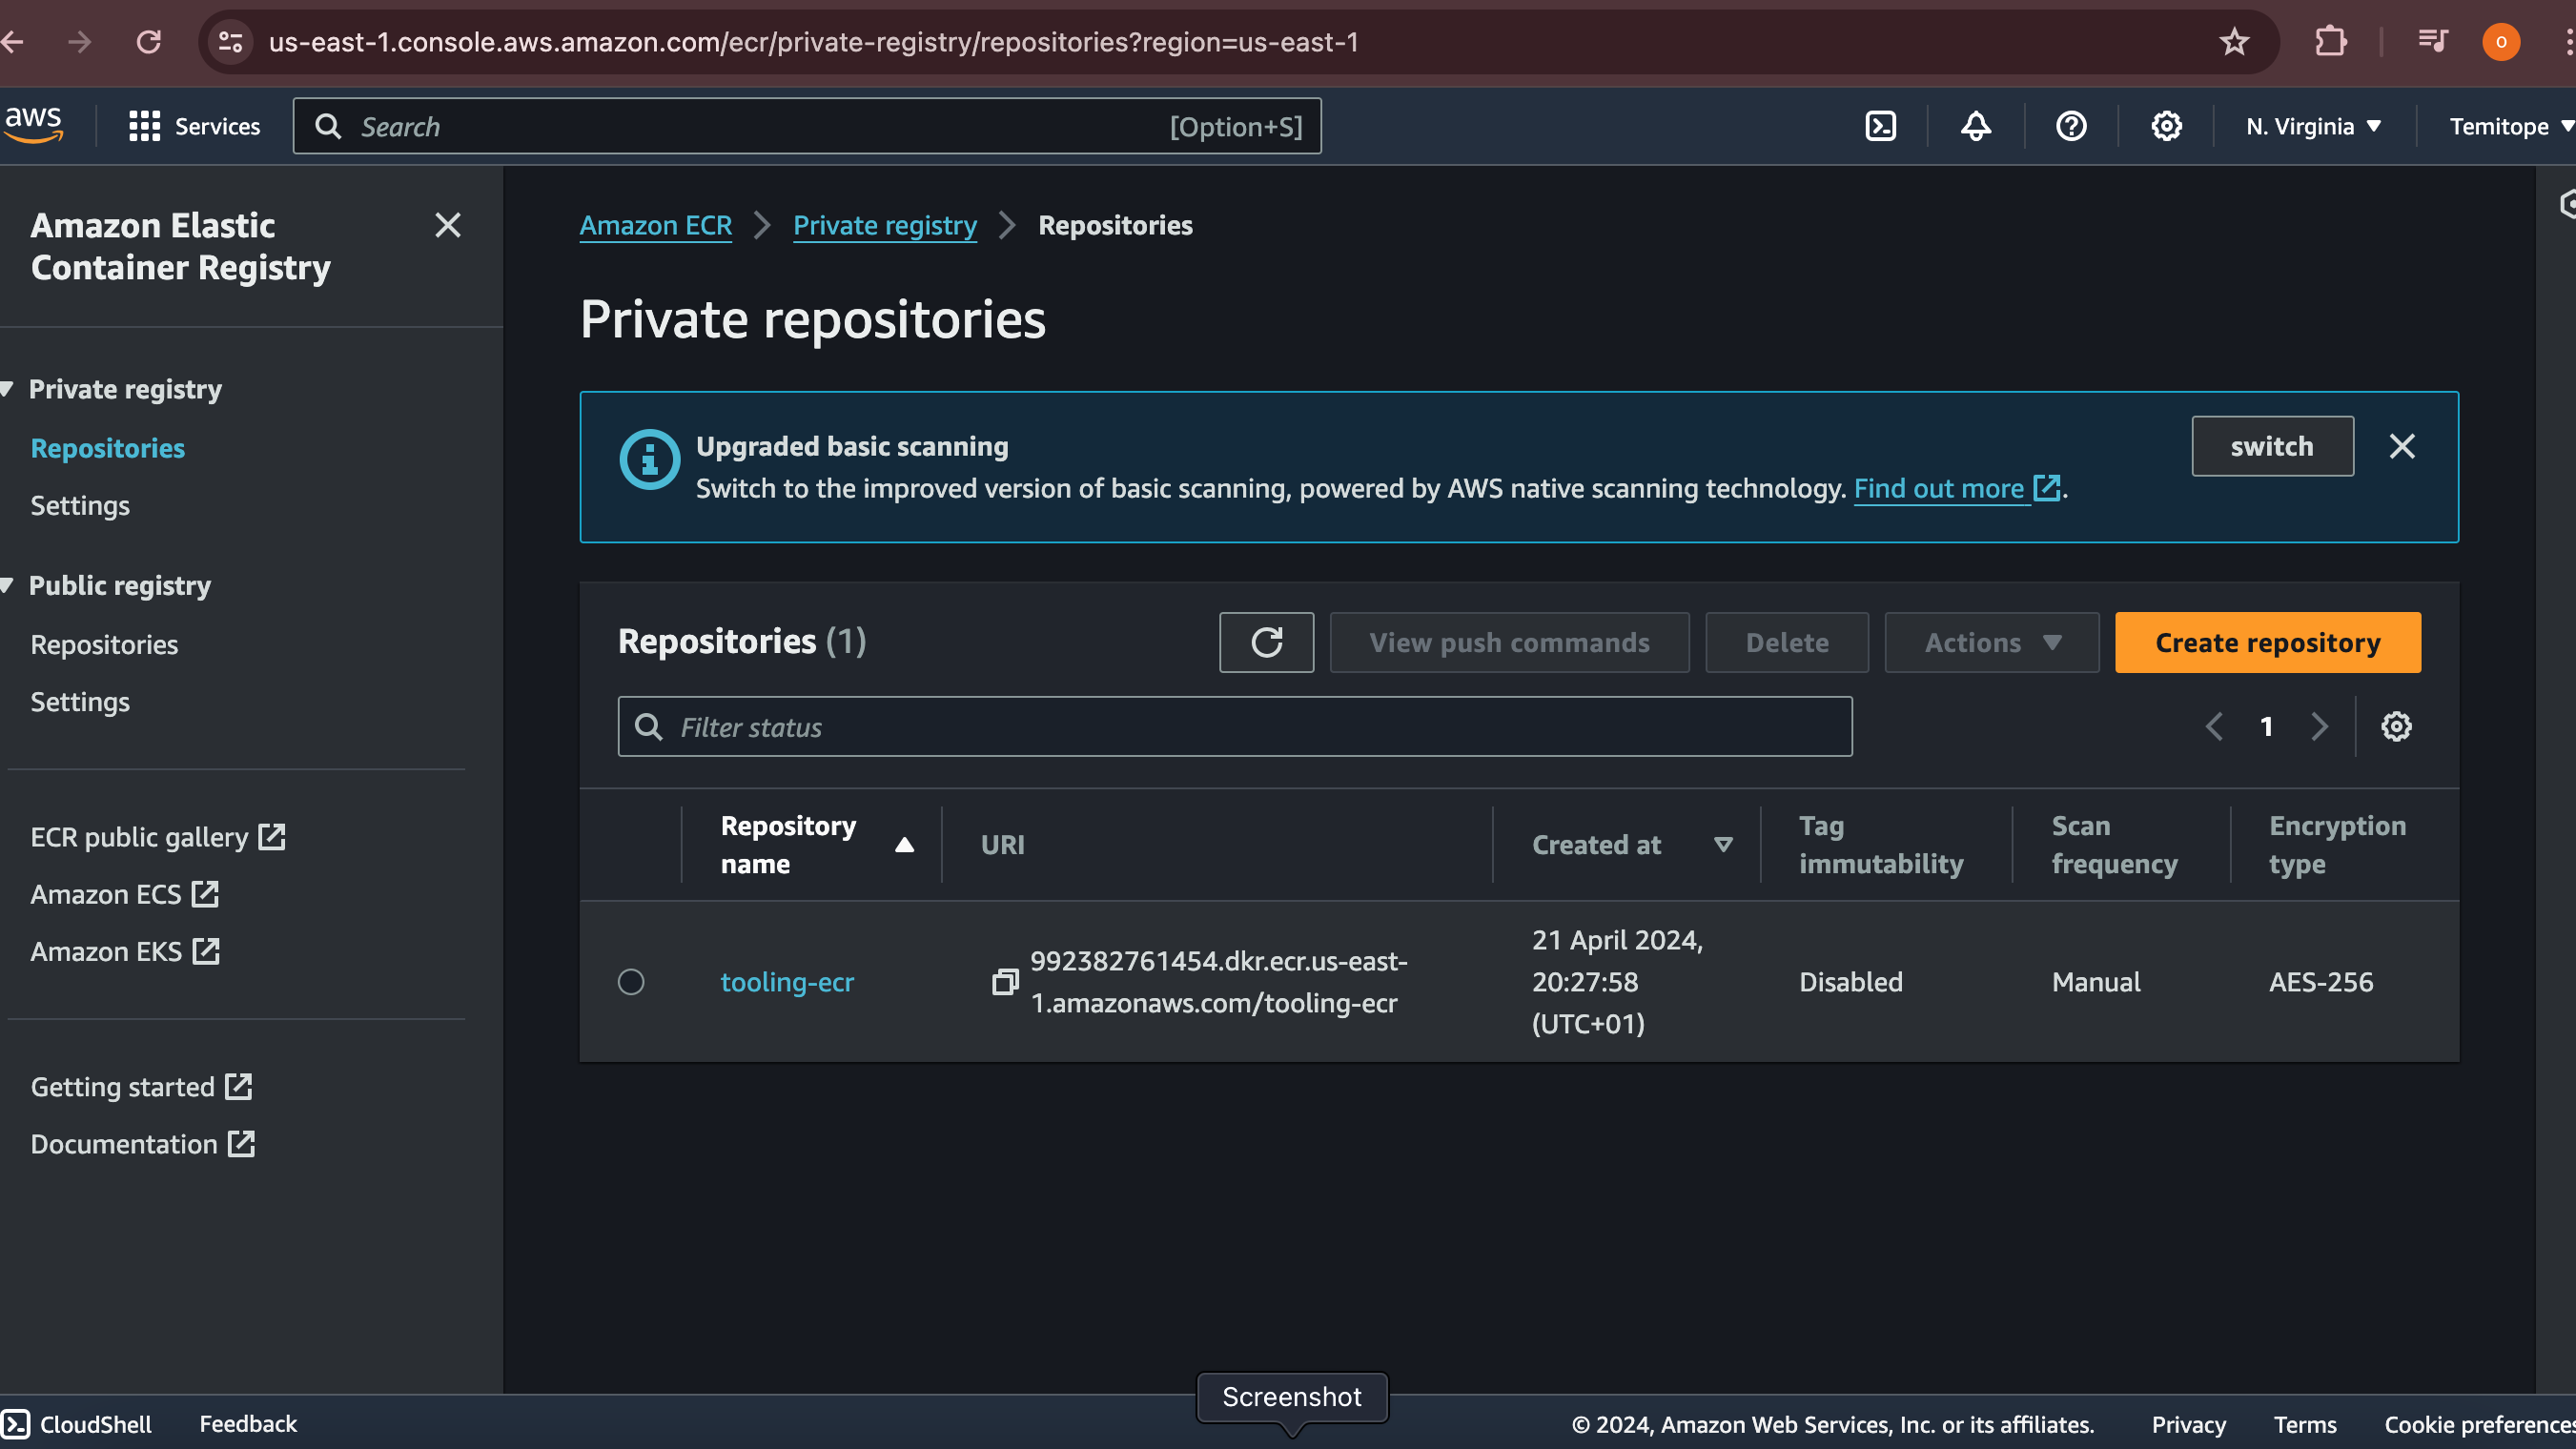 us-east-1.console.aws.amazon.com/ecr/private-registry/repositories?region=us-east-1
o
aws
Services
Search
[Option+S]
N. Virginia
Temitope
Amazon Elastic
Container Registry
Private registry
Repositories
Settings
Public registry
Repositories
Settings
ECR public gallery
Amazon ECS
Amazon EKS
Getting started
Documentation
Amazon ECR
Private registry
Repositories
Private repositories
Upgraded basic scanning
Switch to the improved version of basic scanning, powered by AWS native scanning technology. Find out more.
switch
Repositories (1)
View push commands
Delete
Actions
Create repository
Filter status
1
Repository
name
URI
Created at
Tag
immutability
Scan
frequency
Encryption
type
tooling-ecr
992382761454.dkr.ecr.us-east-
1.amazonaws.com/tooling-ecr
21 April 2024,
20:27:58
(UTC+01)
Disabled
Manual
AES-256
Screenshot
CloudShell
Feedback
© 2024, Amazon Web Services, Inc. or its affiliates.
Privacy
Terms
Cookie preferences